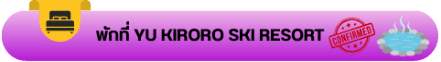 พักที่ YU KIRORO SKI RESORT
CONFIRMED